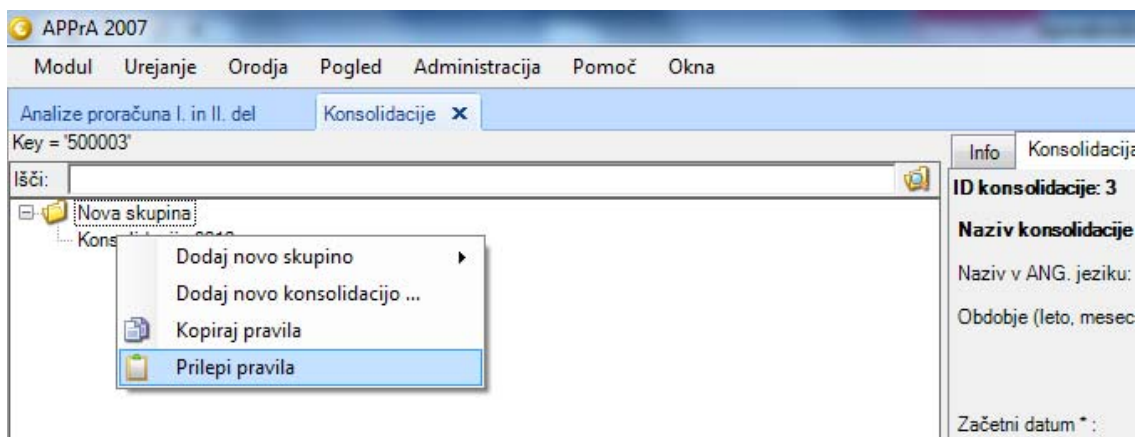 APPrA 2007
Modul Urejanje Orodja Pogled Administracija Pomoč Okna
Analize proračuna I. in II. del Konsolidacije
Key = '500003'
Info Konsolidacija
Išči:
ID konsolidacije: 3
Nova skupina
Naziv konsolidacije
Dodaj novo skupino
Naziv v ANG. jeziku:
Dodaj novo konsolidacijo ...
Obdobje (leto, mesec
Kopiraj pravila
Prilepi pravila
Začetni datum * :